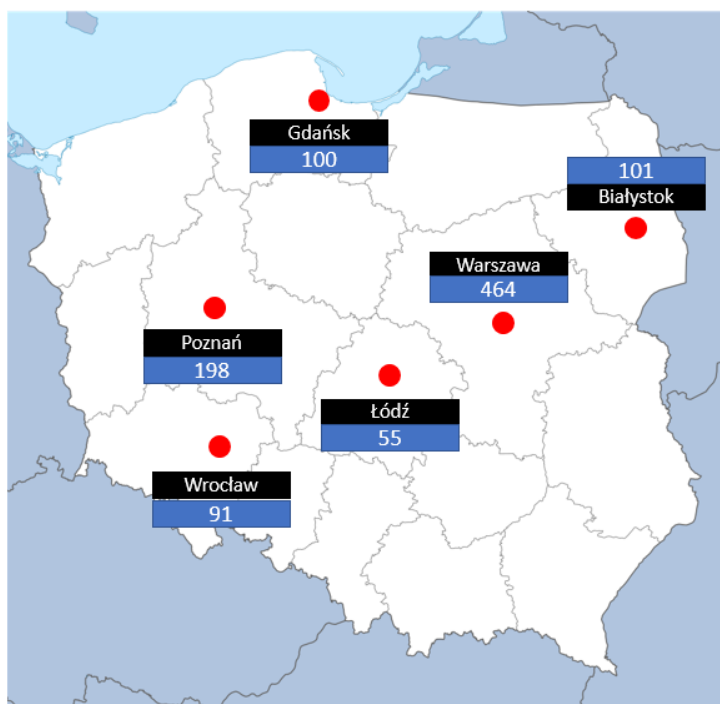 Gdańsk
100
101
Białystok
Warszawa
464
Poznań
198
Łódź
55
Wrocław
91